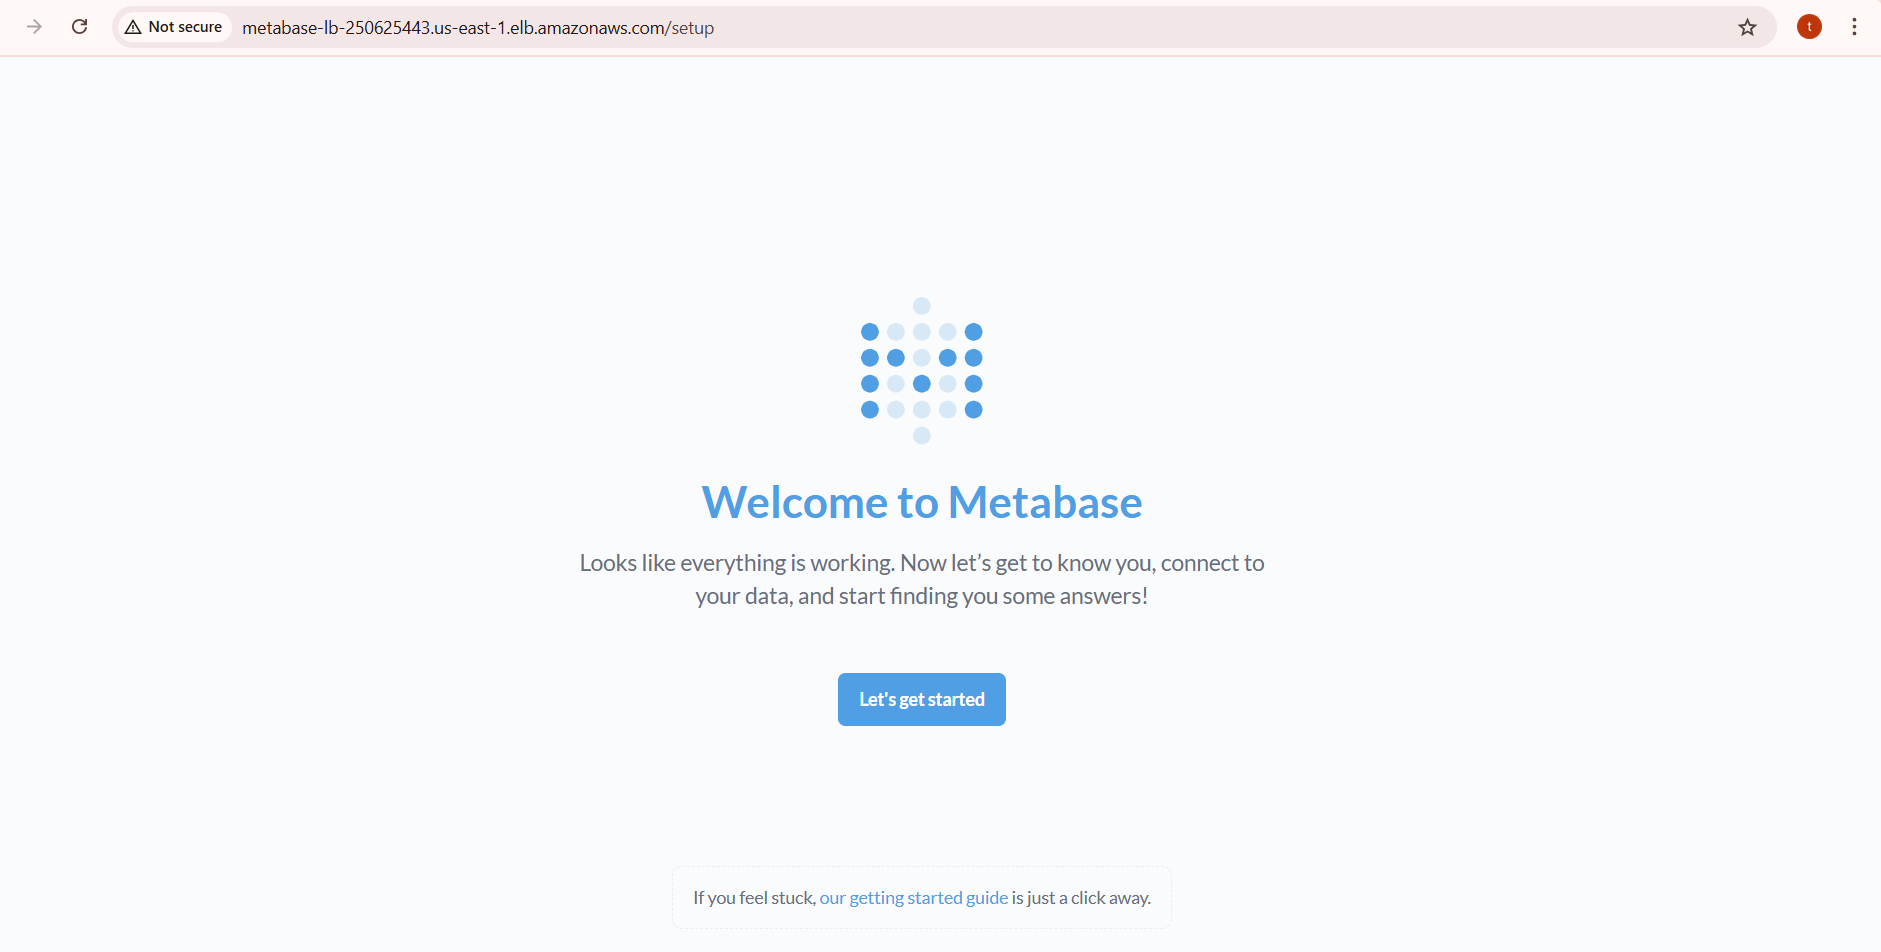 Not secure
metabase-lb-250625443.us-east-1.elb.amazonaws.com/setup
t
Welcome to Metabase
Looks like everything is working. Now let’s get to know you, connect to
your data, and start finding you some answers!
Let's get started
If you feel stuck, our getting started guide is just a click away.